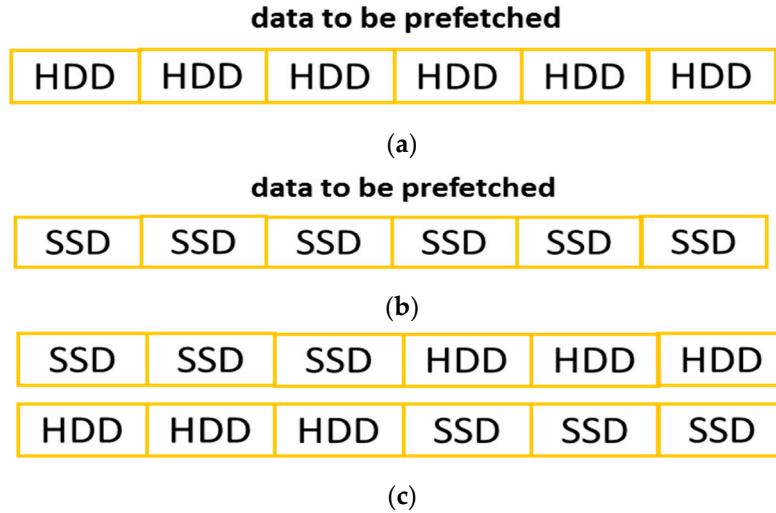 data to be prefetched
HDD HDD HDD HDD HDD HDD
(a)
data to be prefetched
SSD SSD SSD SSD SSD SSD
(b)
SSD SSD SSD HDD HDD HDD
HDD HDD HDD SSD SSD SSD
(c)